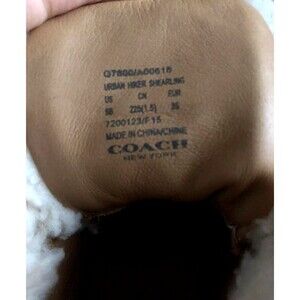 G7800/A00618
URBAN HIKER SHEARLING
US CN EUR
5B 225(1.5) 35
7200123/F15
MADE IN CHINA/CHINE
COACH
NEW YORK